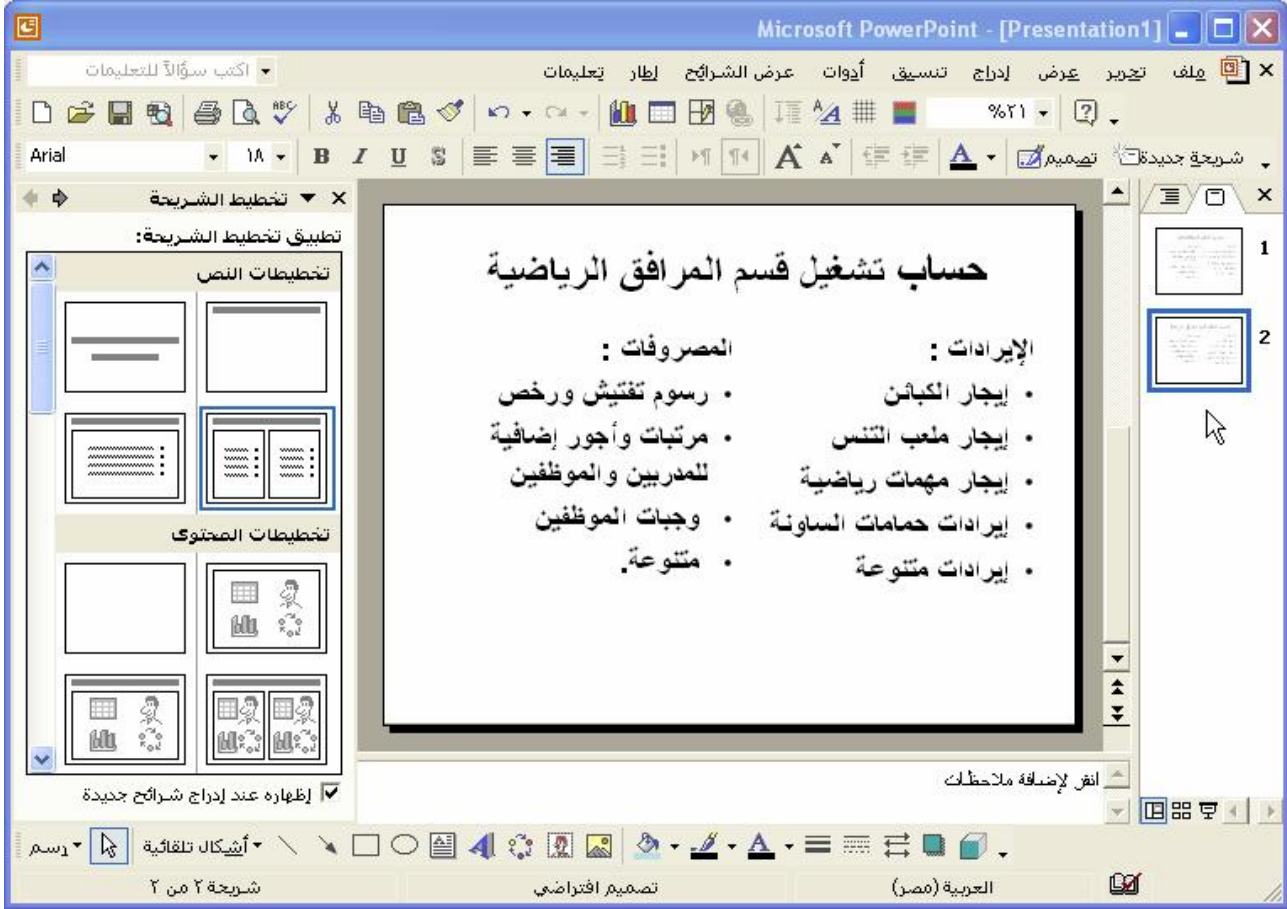 Microsoft PowerPoint - [Presentation1]
ملف تحرير عرض إدراج تنسيق أدوات عرض الشرائح إطار تعليمات
اكتب سؤالاً للتعليمات
%٢١
Arial ١٨ B I U S
تصميم شريحة جديدة
تخطيط الشريحة
تطبيق تخطيط الشريحة:
تخطيطات النص
تخطيطات المحتوى
إظهاره عند إدراج شرائح جديدة
حساب تشغيل قسم المرافق الرياضية
الإيرادات :
• إيجار الكبائن
• إيجار ملعب التنس
• إيجار مهمات رياضية
• إيرادات حمامات الساونة
• إيرادات متنوعة
المصروفات :
• رسوم تفتيش ورخص
• مرتبات وأجور إضافية
للمدربين والموظفين
• وجبات الموظفين
• متنوعة.
1
2
انقر لإضافة ملاحظات
رسم أشكال تلقائية
شريحة ٢ من ٢
تصميم افتراضي
العربية (مصر)